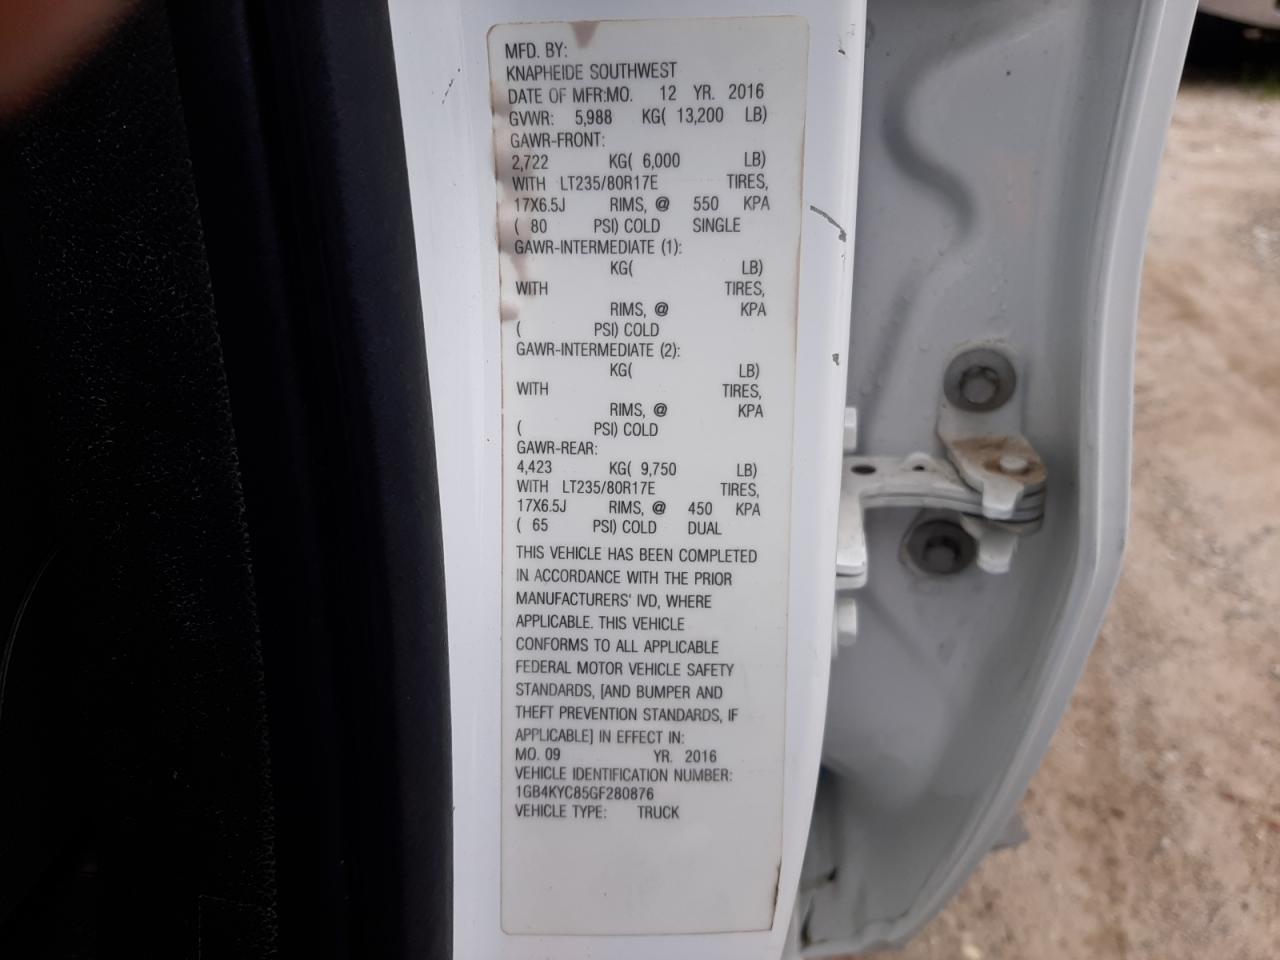 MFD. BY:
KNAPHEIDE SOUTHWEST
DATE OF MFR:MO. 12 YR. 2016
GVWR: 5,988 KG( 13,200 LB)
GAWR-FRONT:
2,722 KG( 6,000 LB)
WITH LT235/80R17E TIRES,
17X6.5J RIMS, @ 550 KPA
( 80 PSI) COLD SINGLE
GAWR-INTERMEDIATE (1):
KG( LB)
WITH TIRES,
RIMS, @ KPA
( PSI) COLD
GAWR-INTERMEDIATE (2):
KG( LB)
WITH TIRES,
RIMS, @ KPA
( PSI) COLD
GAWR-REAR:
4,423 KG( 9,750 LB)
WITH LT235/80R17E TIRES,
17X6.5J RIMS, @ 450 KPA
( 65 PSI) COLD DUAL
THIS VEHICLE HAS BEEN COMPLETED
IN ACCORDANCE WITH THE PRIOR
MANUFACTURERS' IVD, WHERE
APPLICABLE. THIS VEHICLE
CONFORMS TO ALL APPLICABLE
FEDERAL MOTOR VEHICLE SAFETY
STANDARDS, [AND BUMPER AND
THEFT PREVENTION STANDARDS, IF
APPLICABLE] IN EFFECT IN:
MO. 09 YR. 2016
VEHICLE IDENTIFICATION NUMBER:
1GB4KYC85GF280876
VEHICLE TYPE: TRUCK